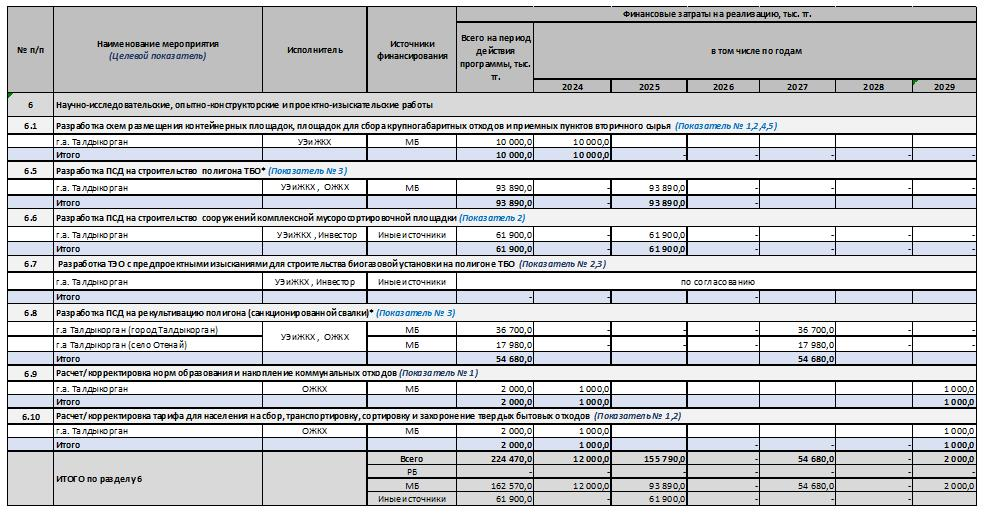 Финансовые затраты на реализацию, тыс. тг.
№ п/п Наименование мероприятия Исполнитель Источники Всего на период в том числе по годам
(Целевой показатель) финансирования действия
программы, тыс.
тг.
2024 2025 2026 2027 2028 2029
6 Научно-исследовательские, опытно-конструкторские и проектно-изыскательские работы
6.1 Разработка схем размещения контейнерных площадок, площадок для сбора крупногабаритных отходов и приемных пунктов вторичного сырья (Показатель № 1,2,4,5)
г.а. Талдыкорган УЭиЖКХ МБ 10 000,0 10 000,0
Итого 10 000,0 10 000,0 - - - - -
6.5 Разработка ПСД на строительство полигона ТБО* (Показатель № 3)
г.а. Талдыкорган УЭиЖКХ , ОЖКХ МБ 93 890,0 - 93 890,0 - - - -
Итого 93 890,0 - 93 890,0 - - - -
6.6 Разработка ПСД на строительство сооружений комплексной мусоросортировочной площадки (Показатель 2)
г.а. Талдыкорган УЭиЖКХ , Инвестор Иные источники 61 900,0 - 61 900,0 - - - -
Итого 61 900,0 - 61 900,0 - - - -
6.7 Разработка ТЭО с предпроектными изысканиями для строительства биогазовой установки на полигоне ТБО (Показатель № 2,3)
г.а. Талдыкорган УЭиЖКХ , Инвестор Иные источники по согласованию
Итого - - - - - -
6.8 Разработка ПСД на рекультивацию полигона (санкционированной свалки)* (Показатель № 3)
г.а Талдыкорган (город Талдыкорган) УЭиЖКХ , ОЖКХ МБ 36 700,0 - - - 36 700,0 - -
г.а Талдыкорган (село Отенай) МБ 17 980,0 - - - 17 980,0 - -
Итого 54 680,0 - - - 54 680,0 - -
6.9 Расчет/корректировка норм образования и накопление коммунальных отходов (Показатель № 1)
г.а. Талдыкорган ОЖКХ МБ 2 000,0 1 000,0 1 000,0
Итого 2 000,0 1 000,0 1 000,0
6.10 Расчет/корректировка тарифа для населения на сбор, транспортировку, сортировку и захоронение твердых бытовых отходов (Показатель № 1,2)
г.а. Талдыкорган ОЖКХ МБ 2 000,0 1 000,0 1 000,0
Итого 2 000,0 1 000,0 - - - 1 000,0
ИТОГО по разделу 6 Всего 224 470,0 12 000,0 155 790,0 - 54 680,0 - 2 000,0
РБ - - - - - - -
МБ 162 570,0 12 000,0 93 890,0 - 54 680,0 - 2 000,0
Иные источники 61 900,0 - 61 900,0 - - - -